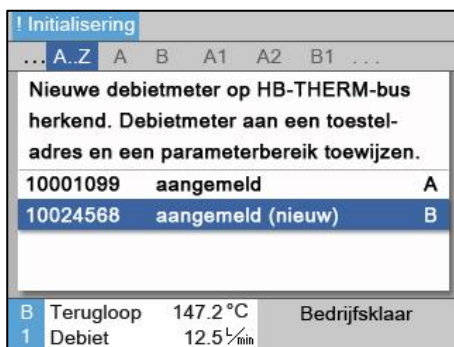 ! Initialisering
... A..Z A B A1 A2 B1 ...
Nieuwe debietmeter op HB-THERM-bus
herkend. Debietmeter aan een toestel-
adres en een parameterbereik toewijzen.
10001099 aangemeld A
10024568 aangemeld (nieuw) B
B Terugloop 147.2 °C Bedrijfsklaar
1 Debiet 12.5 L/min